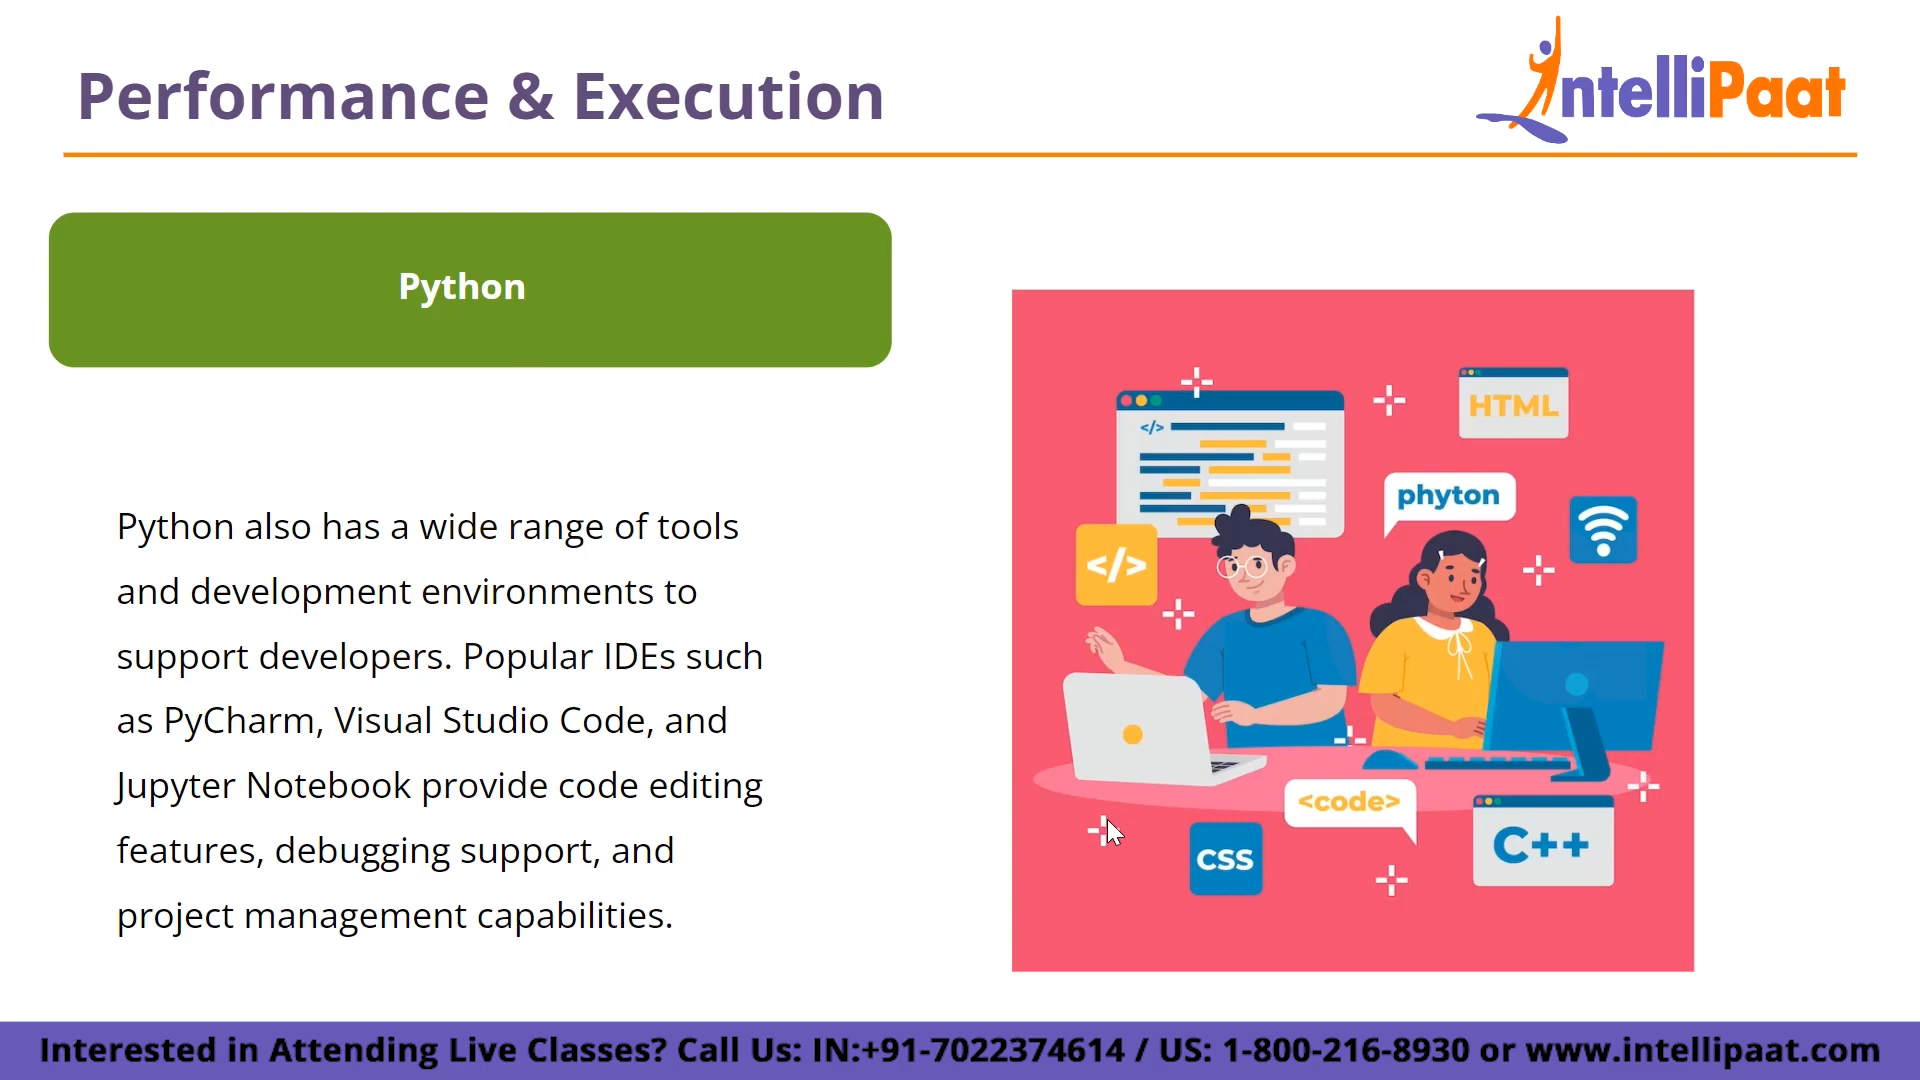 Performance & Execution
IntelliPaat
Python
Python also has a wide range of tools
and development environments to
support developers. Popular IDEs such
as PyCharm, Visual Studio Code, and
Jupyter Notebook provide code editing
features, debugging support, and
project management capabilities.
HTML
</>
phyton
</>
<code>
C++
CSS
Interested in Attending Live Classes? Call Us: IN:+91-7022374614 / US: 1-800-216-8930 or www.intellipaat.com